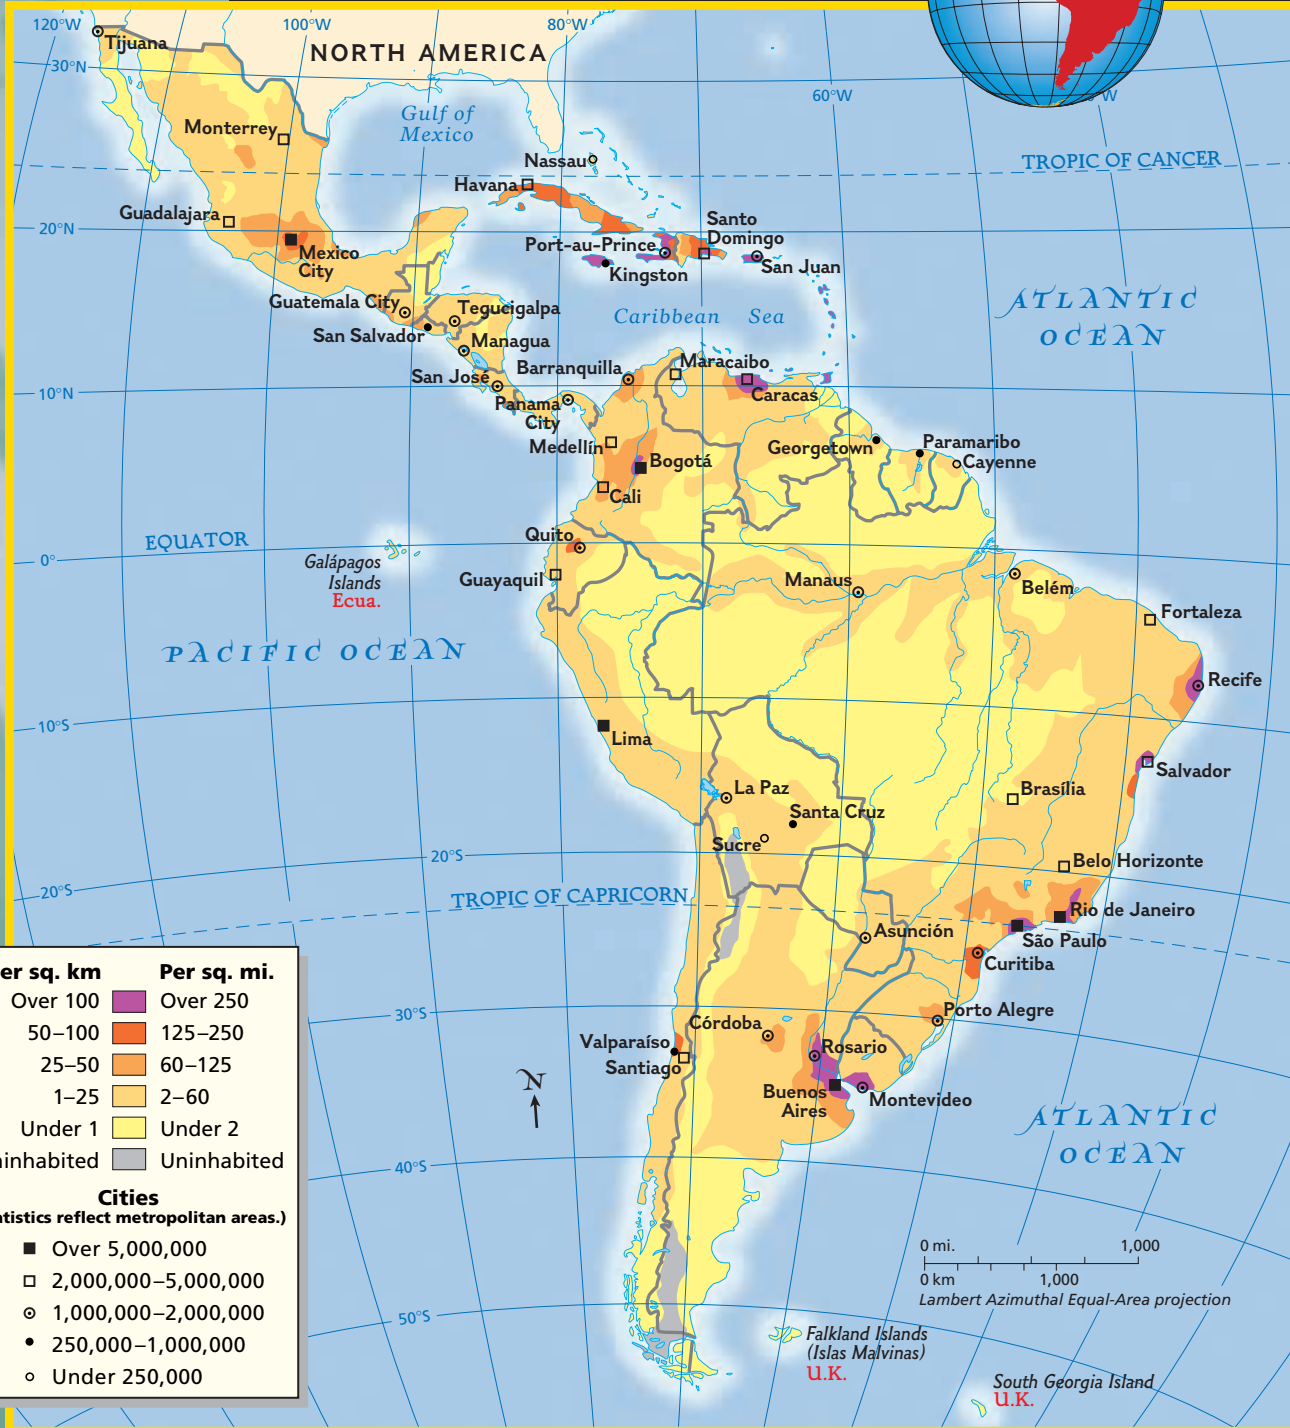 120°W
100°W
80°W
60°W
°W
NORTH AMERICA
Tijuana
30°N
Gulf of
Mexico
Monterrey
Nassau
TROPIC OF CANCER
Havana
Guadalajara
Santo
Domingo
20°N
Port-au-Prince
Mexico
City
San Juan
Kingston
Guatemala City
Tegucigalpa
ATLANTIC
OCEAN
San Salvador
Caribbean Sea
Managua
Maracaibo
San José
Barranquilla
10°N
Caracas
Panama
City
Medellín
Georgetown
Paramaribo
Bogotá
Cayenne
Cali
EQUATOR
Quito
0°
Galápagos
Islands
Ecua.
Guayaquil
Manaus
Belém
Fortaleza
PACIFIC OCEAN
Recife
10°S
Lima
Salvador
La Paz
Brasília
Santa Cruz
Sucre
20°S
Belo Horizonte
20°S
TROPIC OF CAPRICORN
Rio de Janeiro
Asunción
São Paulo
Curitiba
30°S
Porto Alegre
Córdoba
Valparaíso
Rosario
Santiago
N
Buenos
Aires
Montevideo
ATLANTIC
OCEAN
40°S
50°S
Falkland Islands
(Islas Malvinas)
U.K.
South Georgia Island
U.K.
0 mi. 1,000
0 km 1,000
Lambert Azimuthal Equal-Area projection
er sq. km Per sq. mi.
Over 100 Over 250
50–100 125–250
25–50 60–125
1–25 2–60
Under 1 Under 2
ninhabited Uninhabited
Cities
atistics reflect metropolitan areas.)
Over 5,000,000
2,000,000–5,000,000
1,000,000–2,000,000
250,000–1,000,000
Under 250,000